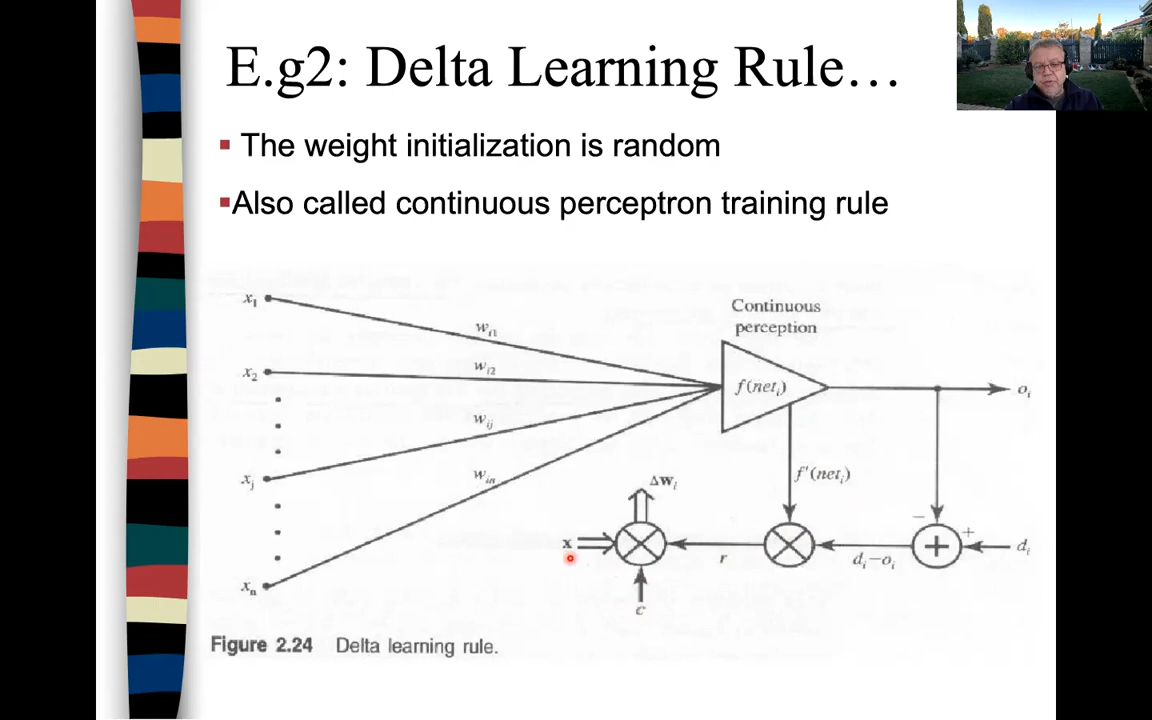 E.g2: Delta Learning Rule…
▪ The weight initialization is random
▪Also called continuous perceptron training rule
Continuous
perception
x₁
wᵢ₁
x₂
wᵢ₂
f(netᵢ)
oᵢ
wᵢⱼ
xⱼ
wᵢₙ
Δwᵢ
f'(netᵢ)
−
+
x
r
dᵢ–oᵢ
+
dᵢ
xₙ
c
Figure 2.24 Delta learning rule.